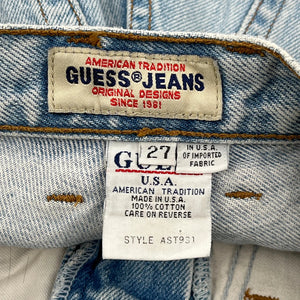 AMERICAN TRADITION
GUESS®JEANS
ORIGINAL DESIGNS
SINCE 1981
27
IN U.S.A.
OF IMPORTED
FABRIC
GUE
U.S.A.
AMERICAN TRADITION
MADE IN U.S.A.
100% COTTON
CARE ON REVERSE
STYLE AST931